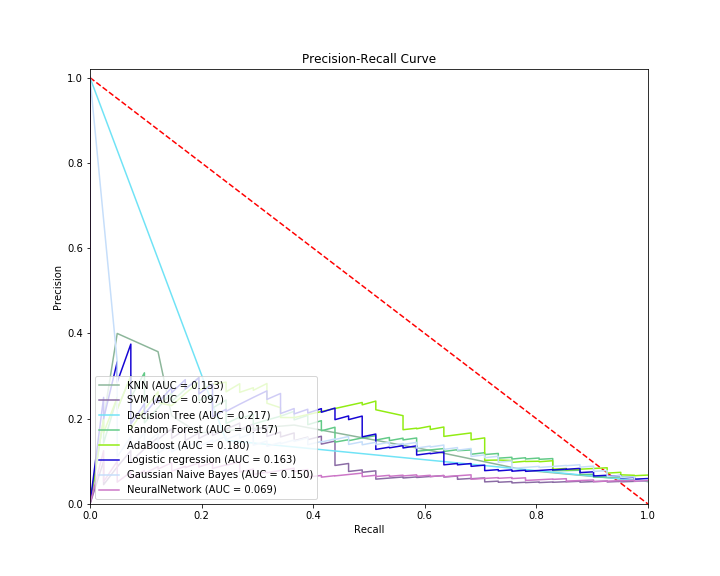 Precision-Recall Curve
1.0
0.8
0.6
0.4
0.2
0.0
Precision
KNN (AUC = 0.153)
SVM (AUC = 0.097)
Decision Tree (AUC = 0.217)
Random Forest (AUC = 0.157)
AdaBoost (AUC = 0.180)
Logistic regression (AUC = 0.163)
Gaussian Naive Bayes (AUC = 0.150)
NeuralNetwork (AUC = 0.069)
0.0 0.2 0.4 0.6 0.8 1.0
Recall